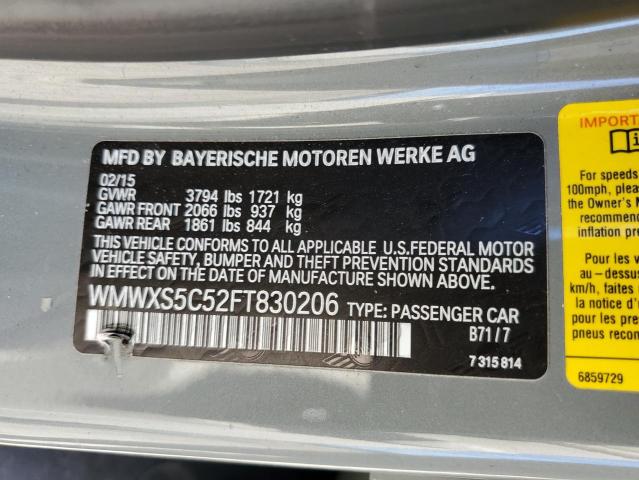 MFD BY BAYERISCHE MOTOREN WERKE AG
02/15
GVWR 3794 lbs 1721 kg
GAWR FRONT 2066 lbs 937 kg
GAWR REAR 1861 lbs 844 kg
THIS VEHICLE CONFORMS TO ALL APPLICABLE U.S.FEDERAL MOTOR
VEHICLE SAFETY, BUMPER AND THEFT PREVENTION STANDARDS
IN EFFECT ON THE DATE OF MANUFACTURE SHOWN ABOVE.
WMWXS5C52FT830206 TYPE: PASSENGER CAR
B71/7
7 315 814
IMPORTA
For speeds
100mph, plea
the Owner's M
recommend
inflation pre
Pour des
au-dessus d
km/h, faites
la notice d'u
pour les pres
pneus recom
6859729